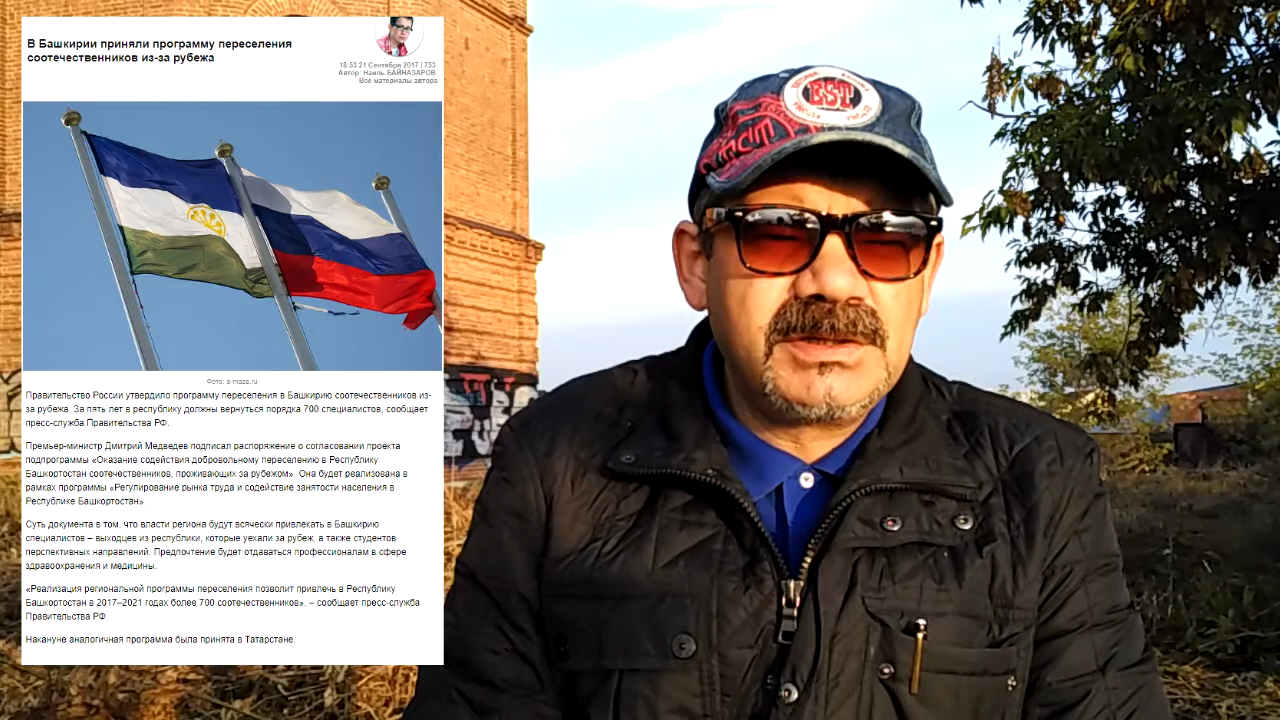 В Башкирии приняли программу переселения
соотечественников из-за рубежа
18:53 21 Сентября 2017 | 753
Автор: Наиль БАЙНАЗАРОВ
Все материалы автора
Фото: a-maze.ru
Правительство России утвердило программу переселения в Башкирию соотечественников из-
за рубежа. За пять лет в республику должны вернуться порядка 700 специалистов, сообщает
пресс-служба Правительства РФ.
Премьер-министр Дмитрий Медведев подписал распоряжение о согласовании проекта
подпрограммы «Оказание содействия добровольному переселению в Республику
Башкортостан соотечественников, проживающих за рубежом». Она будет реализована в
рамках программы «Регулирование рынка труда и содействие занятости населения в
Республике Башкортостан».
Суть документа в том, что власти региона будут всячески привлекать в Башкирию
специалистов – выходцев из республики, которые уехали за рубеж, а также студентов
перспективных направлений. Предпочтение будет отдаваться профессионалам в сфере
здравоохранения и медицины.
«Реализация региональной программы переселения позволит привлечь в Республику
Башкортостан в 2017–2021 годах более 700 соотечественников», – сообщает пресс-служба
Правительства РФ.
Накануне аналогичная программа была принята в Татарстане.
EST